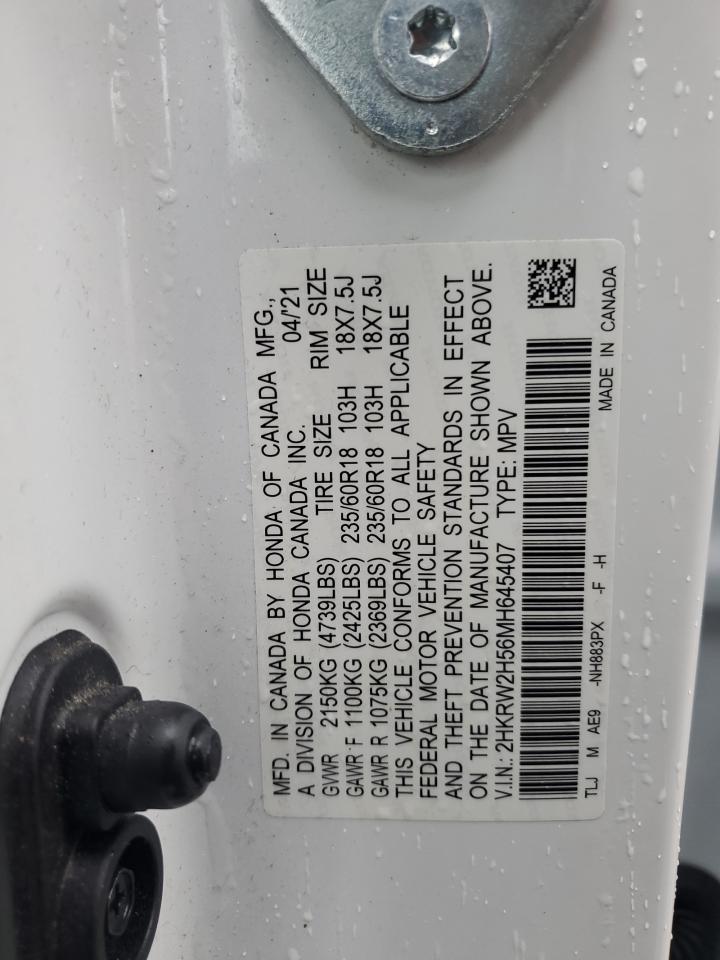 MFD. IN CANADA BY HONDA OF CANADA MFG.,
A DIVISION OF HONDA CANADA INC. 04/'21
GVWR 2150KG (4739LBS) TIRE SIZE RIM SIZE
GAWR F 1100KG (2425LBS) 235/60R18 103H 18X7.5J
GAWR R 1075KG (2369LBS) 235/60R18 103H 18X7.5J
THIS VEHICLE CONFORMS TO ALL APPLICABLE
FEDERAL MOTOR VEHICLE SAFETY
AND THEFT PREVENTION STANDARDS IN EFFECT
ON THE DATE OF MANUFACTURE SHOWN ABOVE.
V.I.N.: 2HKRW2H56MH645407 TYPE: MPV
TLJ M AE9 -NH883PX -F -H MADE IN CANADA